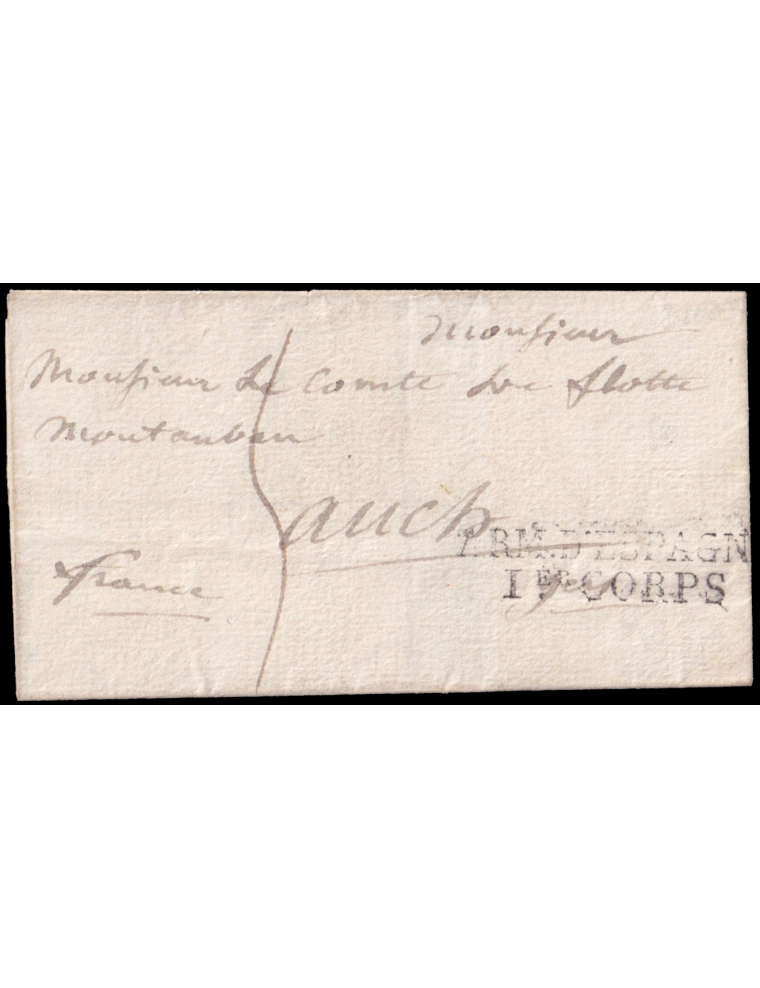 Monsieur
Monsieur Le Comte De flotte
Montauban
auch
ARM.D'ESPAGN
france
1ER CORPS